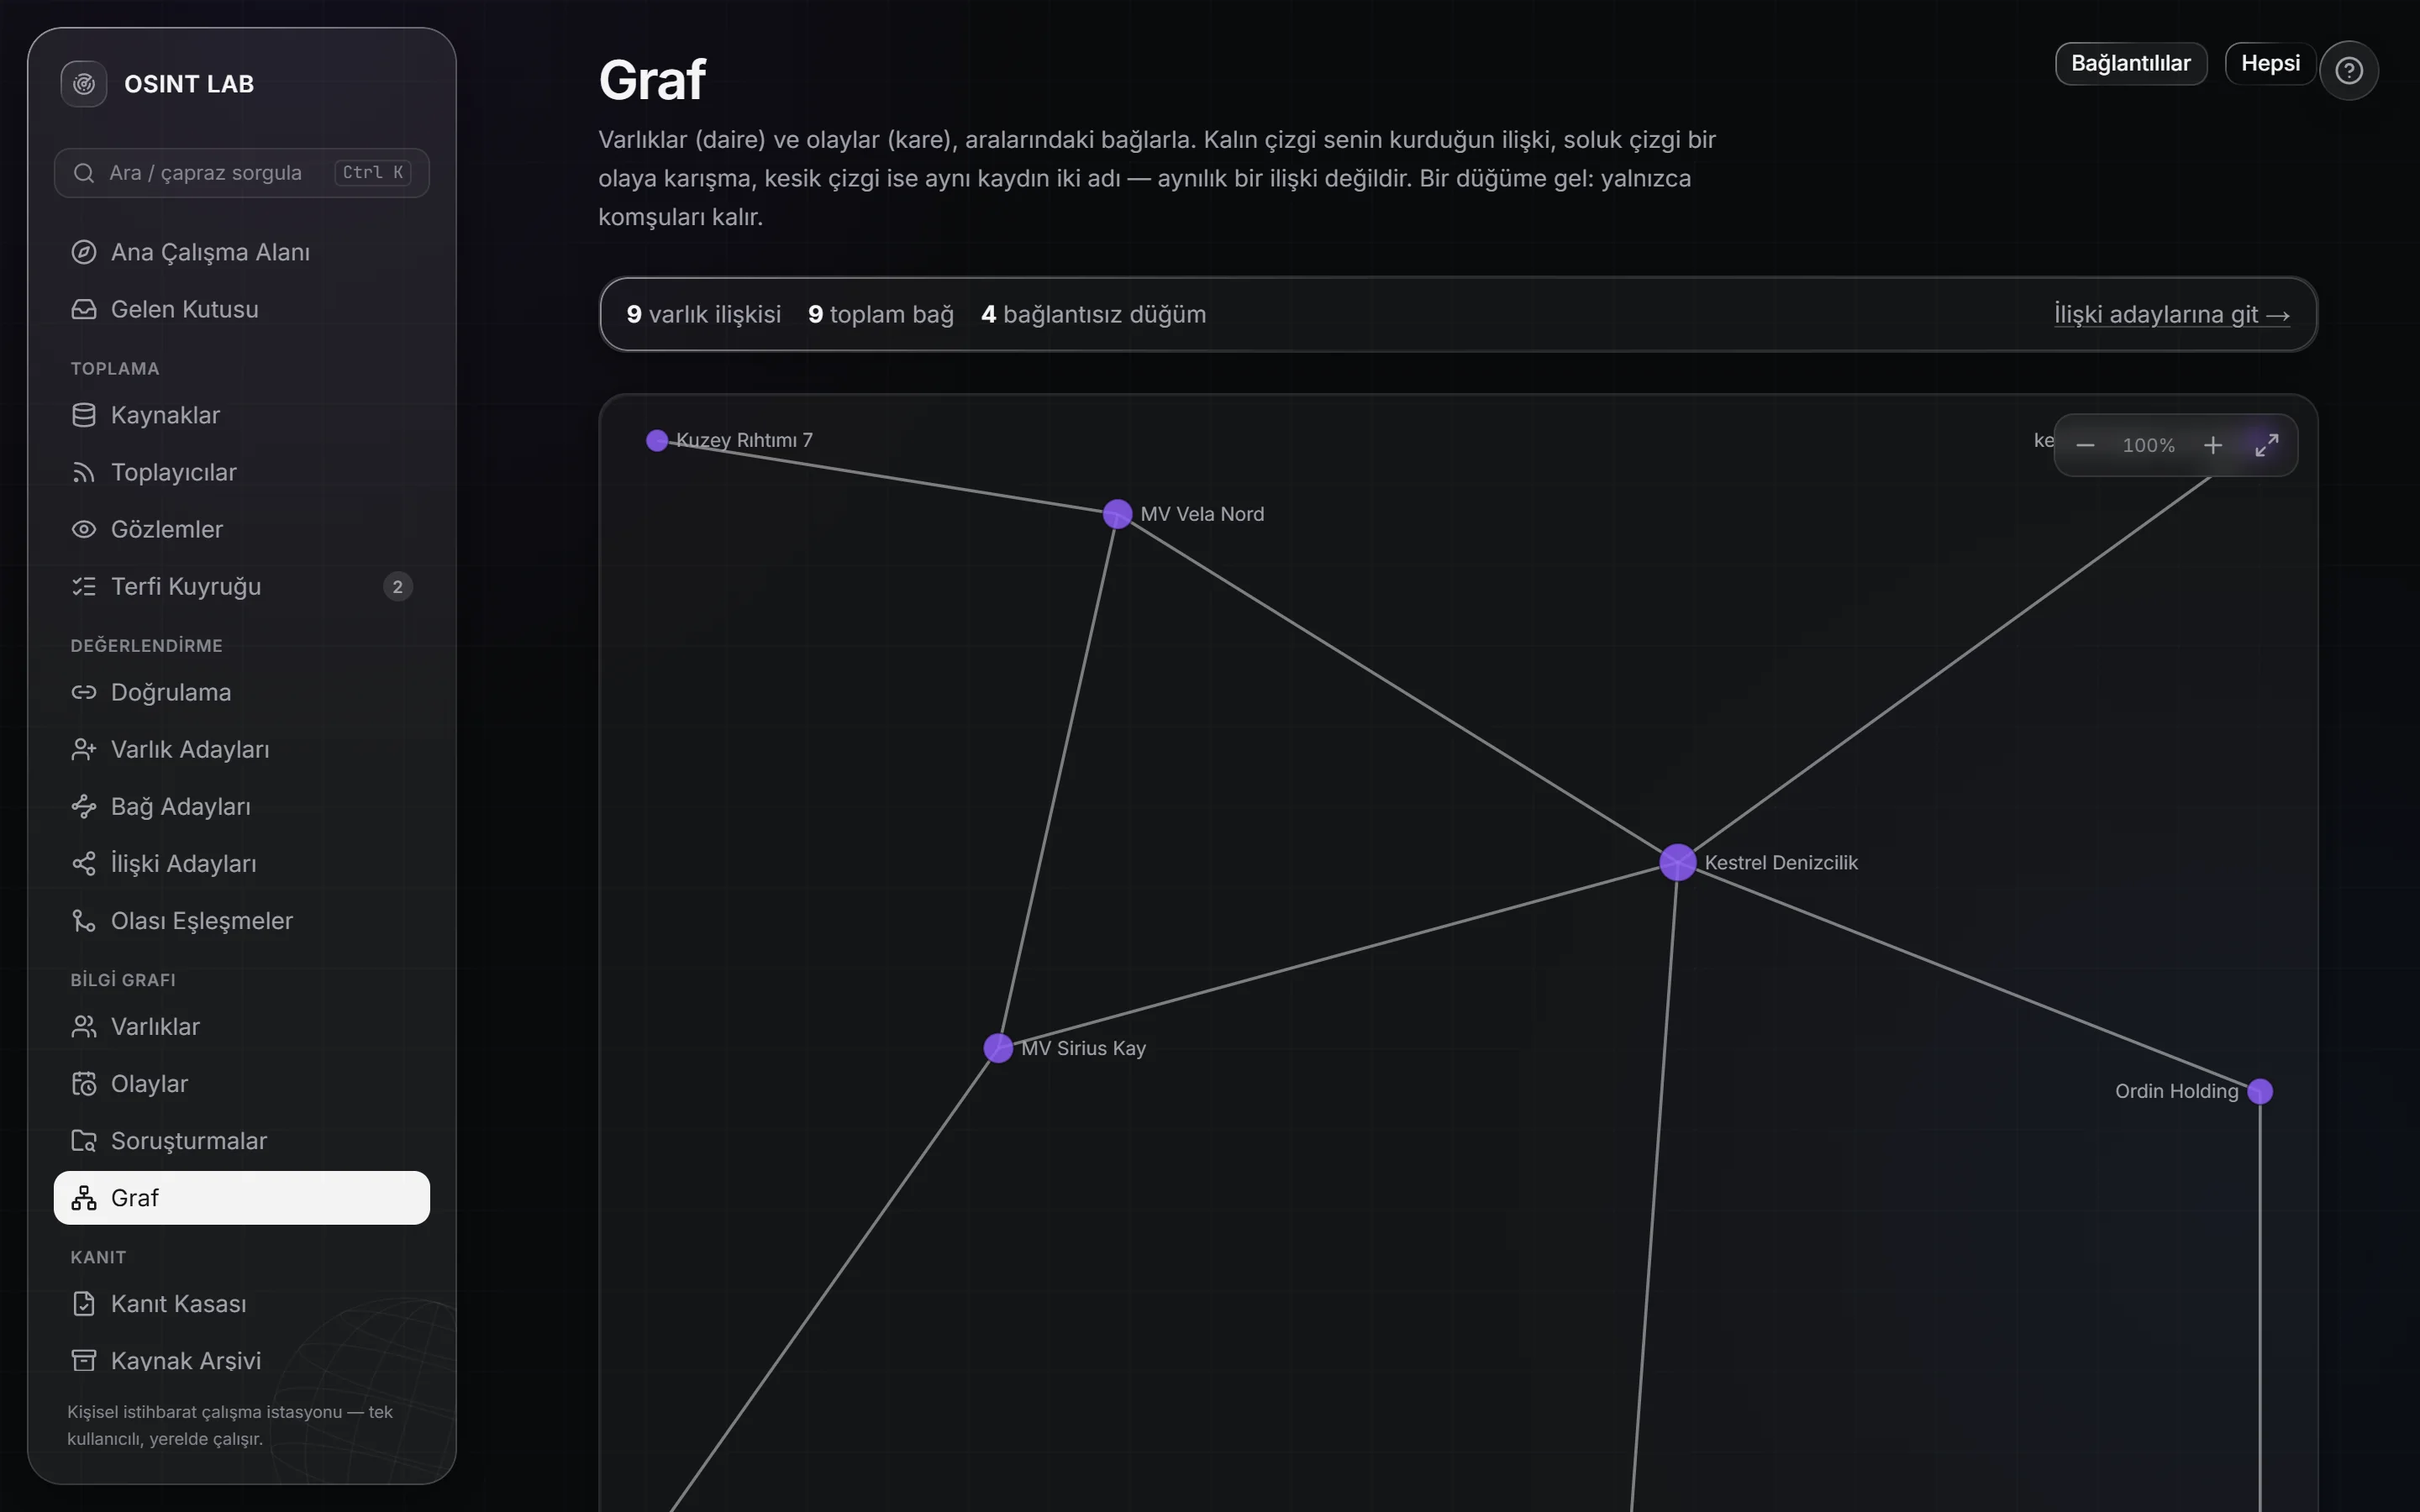 OSINT LAB
Ara / çapraz sorgula Ctrl K
Ana Çalışma Alanı
Gelen Kutusu
TOPLAMA
Kaynaklar
Toplayıcılar
Gözlemler
Terfi Kuyruğu 2
DEĞERLENDİRME
Doğrulama
Varlık Adayları
Bağ Adayları
İlişki Adayları
Olası Eşleşmeler
BİLGİ GRAFI
Varlıklar
Olaylar
Soruşturmalar
Graf
KANIT
Kanıt Kasası
Kaynak Arşivi
Kişisel istihbarat çalışma istasyonu — tek
kullanıcılı, yerelde çalışır.
Graf
Bağlantılılar Hepsi
Varlıklar (daire) ve olaylar (kare), aralarındaki bağlarla. Kalın çizgi senin kurduğun ilişki, soluk çizgi bir
olaya karışma, kesik çizgi ise aynı kaydın iki adı — aynılık bir ilişki değildir. Bir düğüme gel: yalnızca
komşuları kalır.
9 varlık ilişkisi 9 toplam bağ 4 bağlantısız düğüm İlişki adaylarına git →
Kuzey Rıhtımı 7
ke
100%
MV Vela Nord
Kestrel Denizcilik
MV Sirius Kay
Ordin Holding